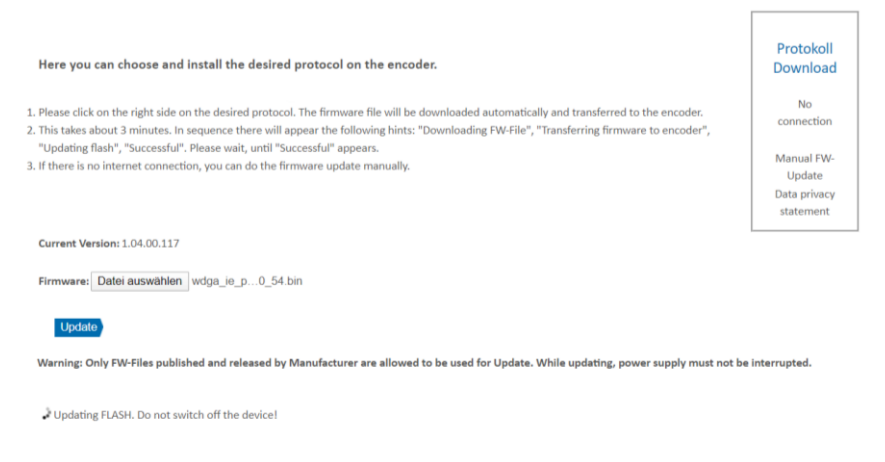 Here you can choose and install the desired protocol on the encoder.
1. Please click on the right side on the desired protocol. The firmware file will be downloaded automatically and transferred to the encoder.
2. This takes about 3 minutes. In sequence there will appear the following hints: "Downloading FW-File", "Transferring firmware to encoder",
"Updating flash", "Successful". Please wait, until "Successful" appears.
3. If there is no internet connection, you can do the firmware update manually.
Protokoll
Download
No
connection
Manual FW-
Update
Data privacy
statement
Current Version: 1.04.00.117
Firmware: Datei auswählen wdga_ie_p...0_54.bin
Update
Warning: Only FW-Files published and released by Manufacturer are allowed to be used for Update. While updating, power supply must not be interrupted.
Updating FLASH. Do not switch off the device!